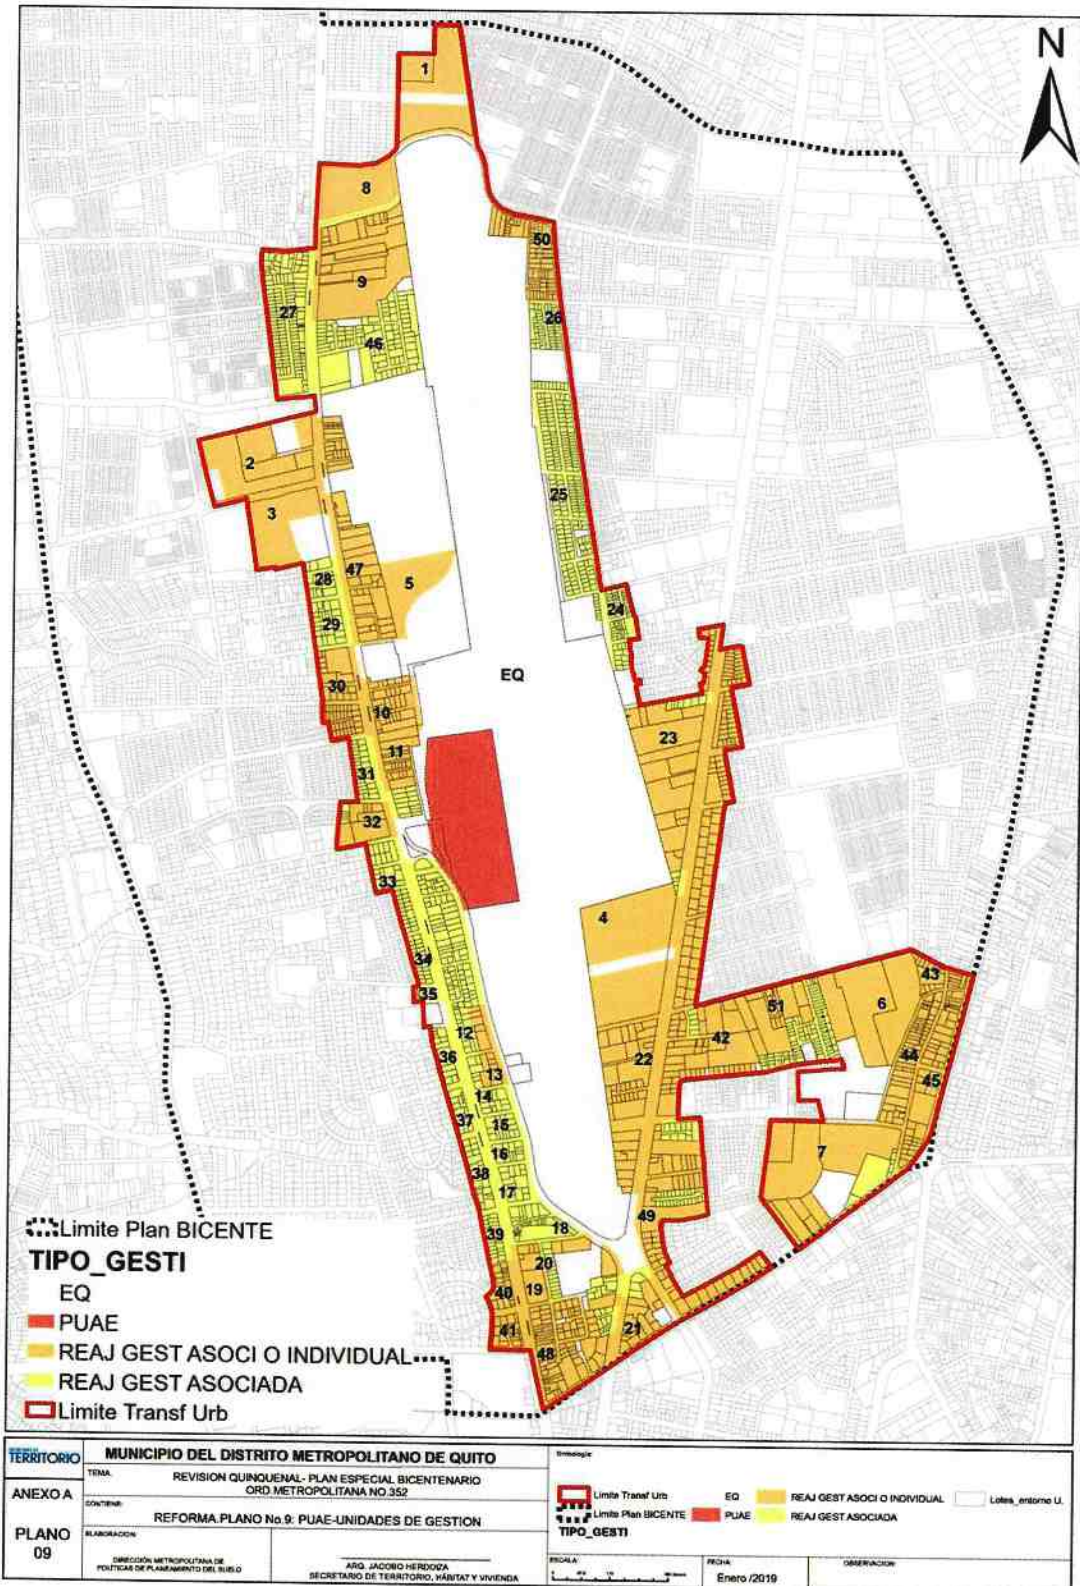 N
1
8
50
9
27
26
46
2
25
3
47
5
28
24
29
EQ
30
10
23
11
31
32
33
4
34
43
35
6
51
12
42
22
44
36
13
45
14
37
15
7
16
38
17
49
18
39
20
40
19
21
41
48
Limite Plan BICENTE
TIPO_GESTI
EQ
PUAE
REAJ GEST ASOCI O INDIVIDUAL
REAJ GEST ASOCIADA
Limite Transf Urb
TERRITORIO
ANEXO A
PLANO
09
MUNICIPIO DEL DISTRITO METROPOLITANO DE QUITO
TEMA:
REVISION QUINQUENAL- PLAN ESPECIAL BICENTENARIO
ORD METROPOLITANA NO.352
CONTIENE:
REFORMA PLANO No.9: PUAE-UNIDADES DE GESTION
ELABORACION:
DIRECCIÓN METROPOLITANA DE
POLÍTICAS DE PLANEAMIENTO DEL SUELO
ARQ. JACOBO HERDOIZA
SECRETARIO DE TERRITORIO, HÁBITAT Y VIVIENDA
Simbología
Limite Transf Urb
EQ
REAJ GEST ASOCI O INDIVIDUAL
Lotes_entorno U.
Limite Plan BICENTE
PUAE
REAJ GEST ASOCIADA
TIPO_GESTI
ESCALA:
FECHA:
Enero /2019
OBSERVACION: